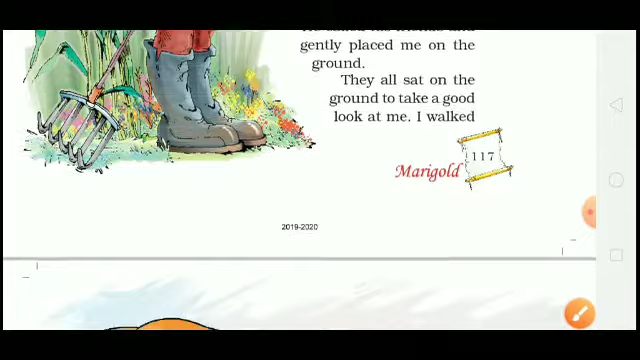 gently placed me on the
ground.
They all sat on the
ground to take a good
look at me. I walked
117
Marigold
2019-2020